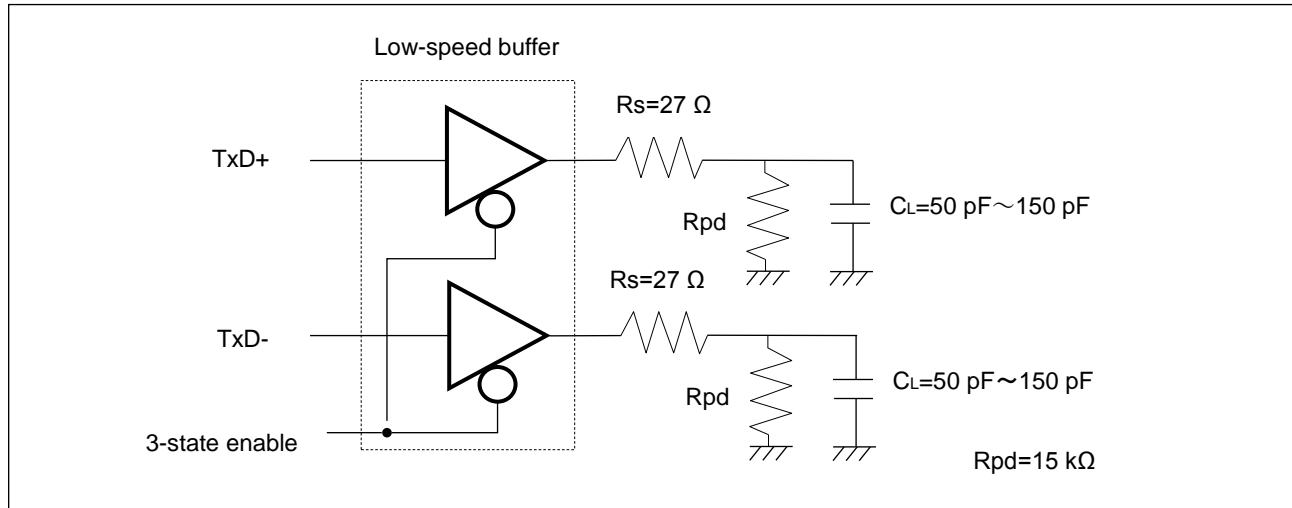 Low-speed buffer
Rs=27 Ω
TxD+
CL=50 pF～150 pF
Rpd
Rs=27 Ω
TxD-
CL=50 pF～150 pF
Rpd
3-state enable
Rpd=15 kΩ